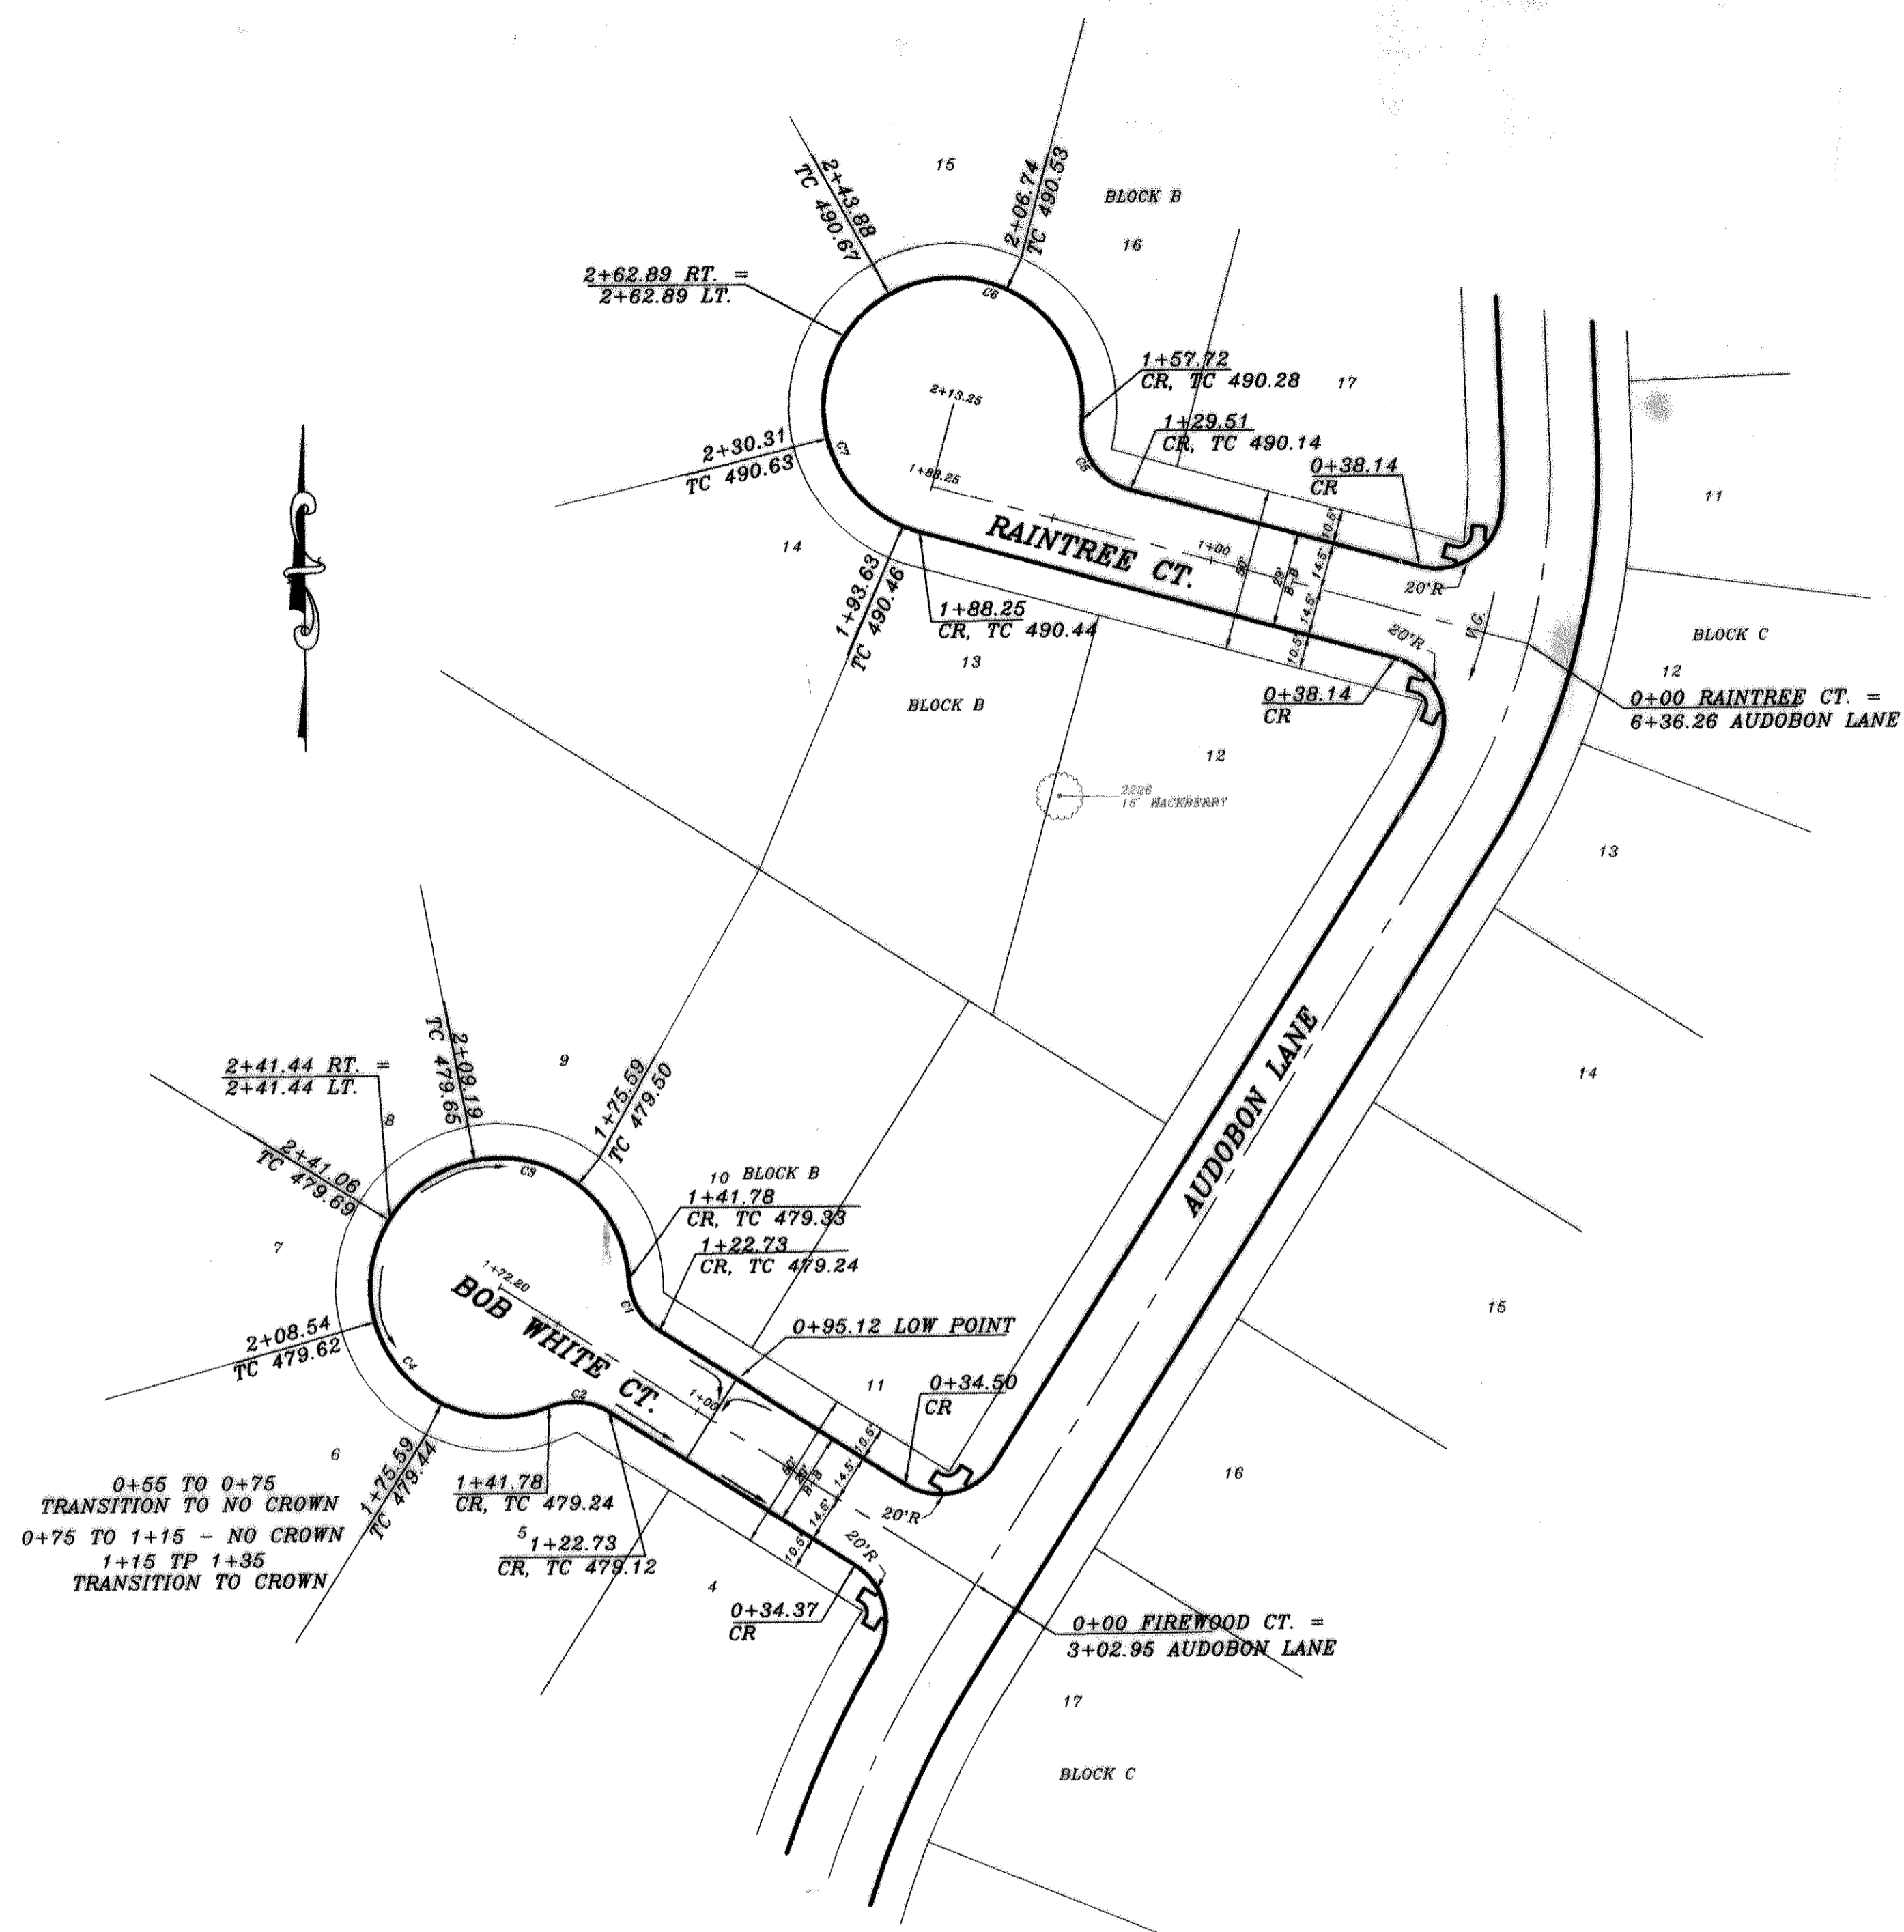 15
BLOCK B
16
2+43.88
TC 490.67
2+06.74
TC 490.53
2+62.89 RT. =
2+62.89 LT.
C6
1+57.72
CR, TC 490.28
17
1+29.51
CR, TC 490.14
0+38.14
CR
2+13.25
2+30.31
TC 490.63
C7
1+88.25
C5
11
14
RAINTREE CT.
1+00
50'
29'
B-B
10.5'
14.5'
14.5'
10.5'
20'R
V.G.
20'R
BLOCK C
12
1+93.63
TC 490.46
1+88.25
CR, TC 490.44
13
BLOCK B
0+38.14
CR
0+00 RAINTREE CT. =
6+36.26 AUDOBON LANE
12
2226
15" HACKBERRY
13
AUDOBON LANE
14
9
2+09.19
TC 479.65
2+41.44 RT. =
2+41.44 LT.
8
1+75.59
TC 479.50
2+41.06
TC 479.69
C3
10 BLOCK B
1+41.78
CR, TC 479.33
1+22.73
CR, TC 479.24
7
1+72.20
BOB WHITE CT.
C1
0+95.12 LOW POINT
15
2+08.54
TC 479.62
C4
C2
1+00
11
0+34.50
CR
50'
29'
B-B
10.5'
14.5'
14.5'
10.5'
20'R
20'R
16
6
1+75.59
TC 479.44
0+55 TO 0+75
TRANSITION TO NO CROWN
0+75 TO 1+15 - NO CROWN
1+15 TP 1+35
TRANSITION TO CROWN
1+41.78
CR, TC 479.24
5
1+22.73
CR, TC 479.12
4
0+34.37
CR
0+00 FIREWOOD CT. =
3+02.95 AUDOBON LANE
17
BLOCK C